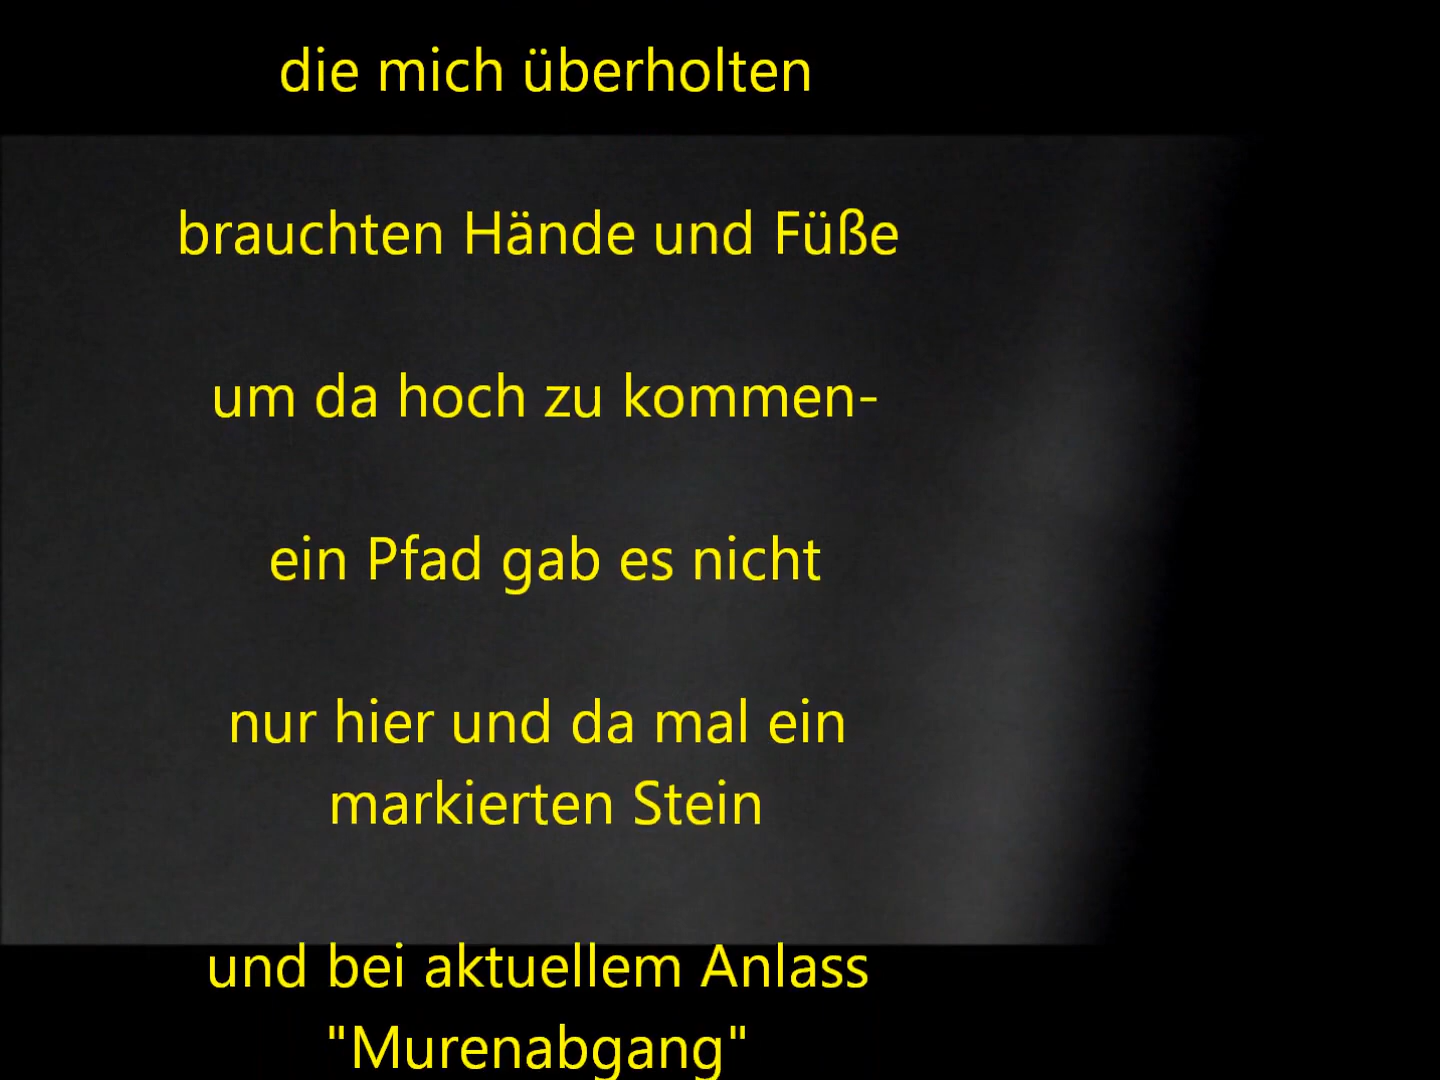 die mich überholten
brauchten Hände und Füße
um da hoch zu kommen-
ein Pfad gab es nicht
nur hier und da mal ein
markierten Stein
und bei aktuellem Anlass
"Murenabgang"